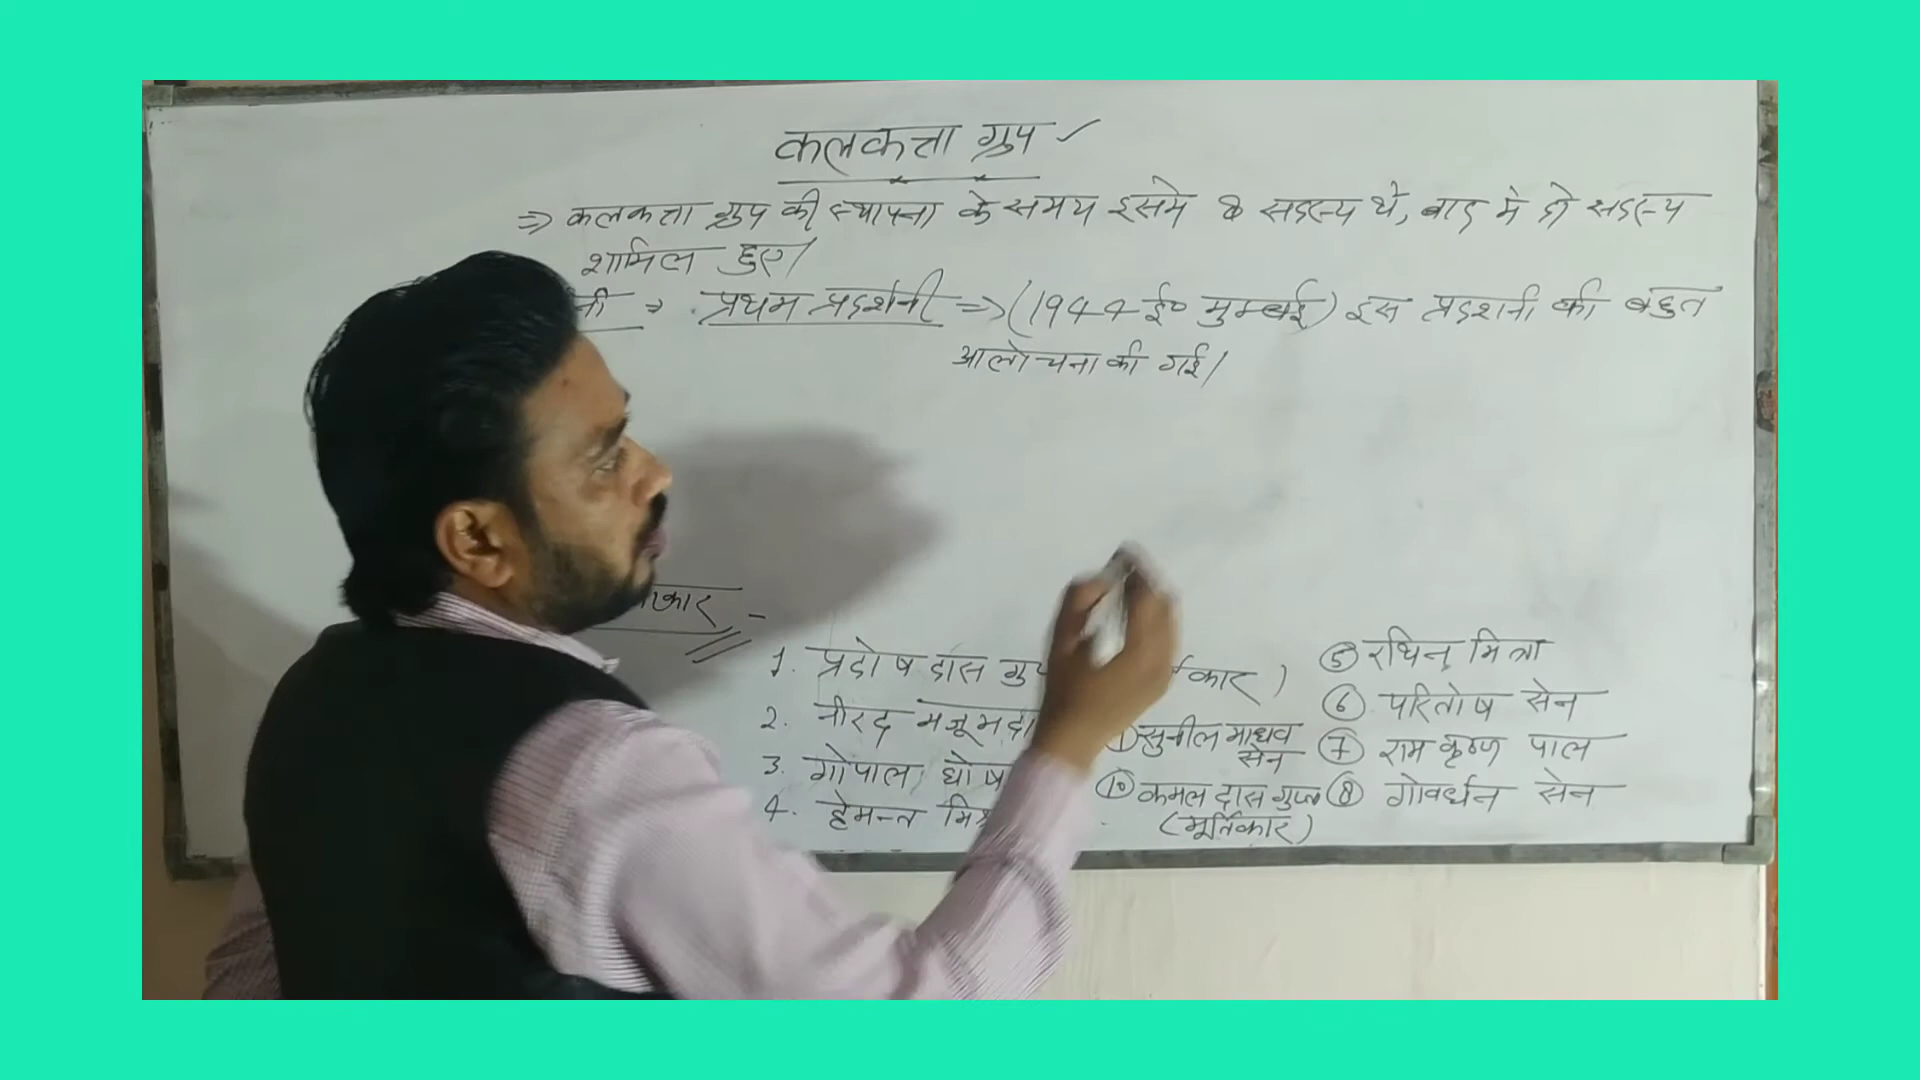 कलकत्ता ग्रुप
⇒ कलकत्ता ग्रुप की स्थापना के समय इसमे 8 सदस्य थे, बाद मे दो सदस्य
शामिल हुए।
नी → प्रथम प्रदर्शनी ⇒ (1944 ई० मुम्बई) इस प्रदर्शनी की बहुत
आलोचना की गई।
कार -
1. प्रदोष दास गु कार)
2. नीरद मजूमदा
3. गोपाल घोष
4. हेमन्त मिश्र
सुनील माधव
सेन
⑩ कमल दास गुप्त
(मूर्तिकार)
⑤ रथिन मित्रा
⑥ परितोष सेन
⑦ राम कृष्ण पाल
⑧ गोवर्धन सेन